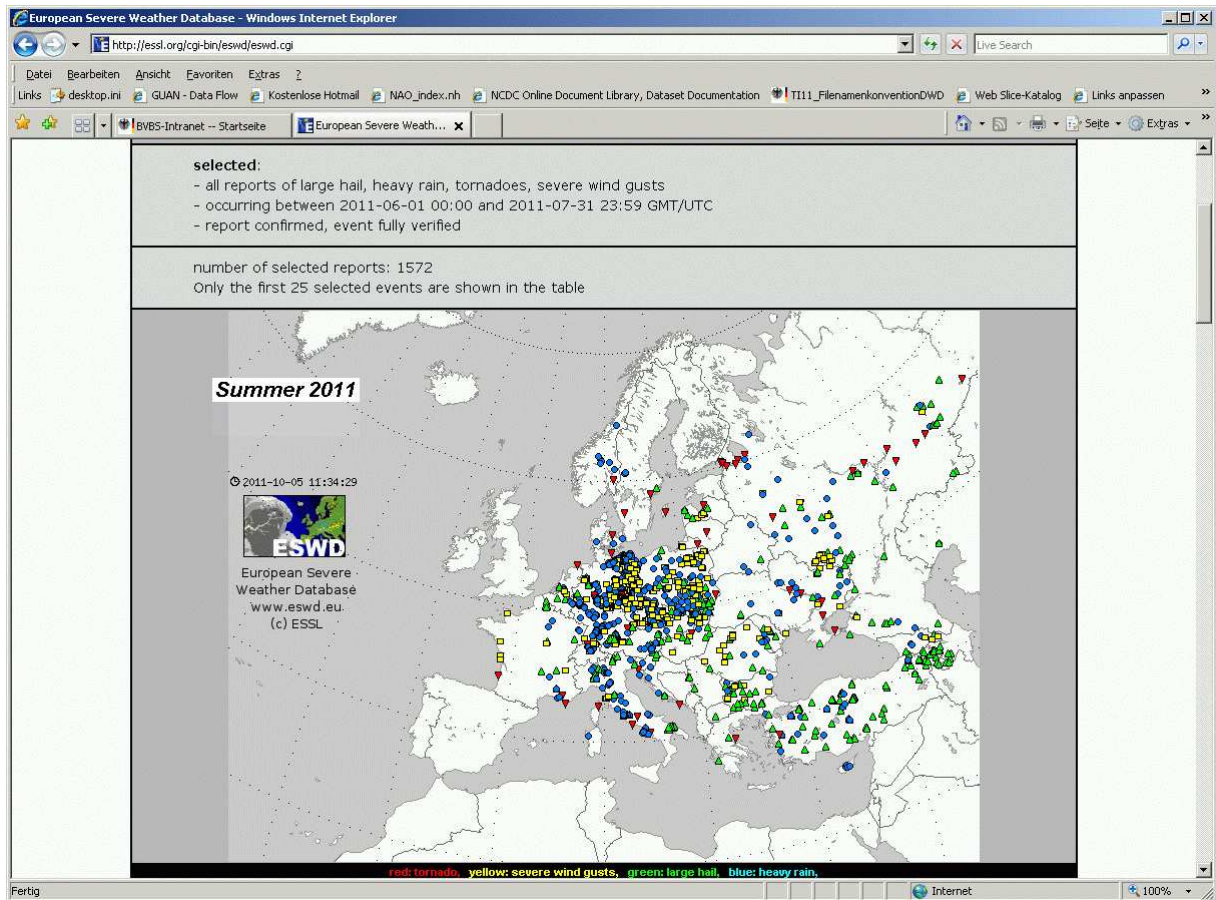 European Severe Weather Database - Windows Internet Explorer
http://essl.org/cgi-bin/eswd/eswd.cgi
Live Search
Datei Bearbeiten Ansicht Favoriten Extras ?
Links desktop.ini GUAN - Data Flow Kostenlose Hotmail NAO_index.nh NCDC Online Document Library, Dataset Documentation TI11_FilenamenkonventionDWD Web Slice-Katalog Links anpassen »
BVBS-Intranet -- Startseite European Severe Weath... Seite Extras »
selected:
- all reports of large hail, heavy rain, tornadoes, severe wind gusts
- occurring between 2011-06-01 00:00 and 2011-07-31 23:59 GMT/UTC
- report confirmed, event fully verified
number of selected reports: 1572
Only the first 25 selected events are shown in the table
Summer 2011
2011-10-05 11:34:29
ESWD
European Severe
Weather Database
www.eswd.eu
(c) ESSL
red: tornado, yellow: severe wind gusts, green: large hail, blue: heavy rain,
Fertig Internet 100%